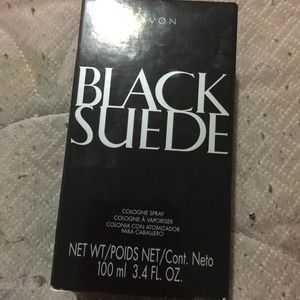 AVON
BLACK
SUEDE
COLOGNE SPRAY
COLOGNE À VAPORISER
COLONIA CON ATOMIZADOR
PARA CABALLERO
NET WT/POIDS NET/Cont. Neto
100 ml 3.4 FL. OZ.